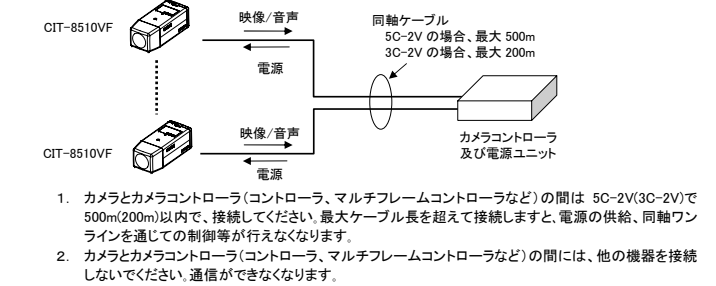 CIT-8510VF
映像/音声
電源
同軸ケーブル
5C-2V の場合、最大 500m
3C-2V の場合、最大 200m
CIT-8510VF
映像/音声
電源
カメラコントローラ
及び電源ユニット
1. カメラとカメラコントローラ(コントローラ、マルチフレームコントローラなど)の間は 5C-2V(3C-2V)で
500m(200m)以内で、接続してください。最大ケーブル長を超えて接続しますと、電源の供給、同軸ワン
ラインを通じての制御等が行えなくなります。
2. カメラとカメラコントローラ(コントローラ、マルチフレームコントローラなど)の間には、他の機器を接続
しないでください。通信ができなくなります。